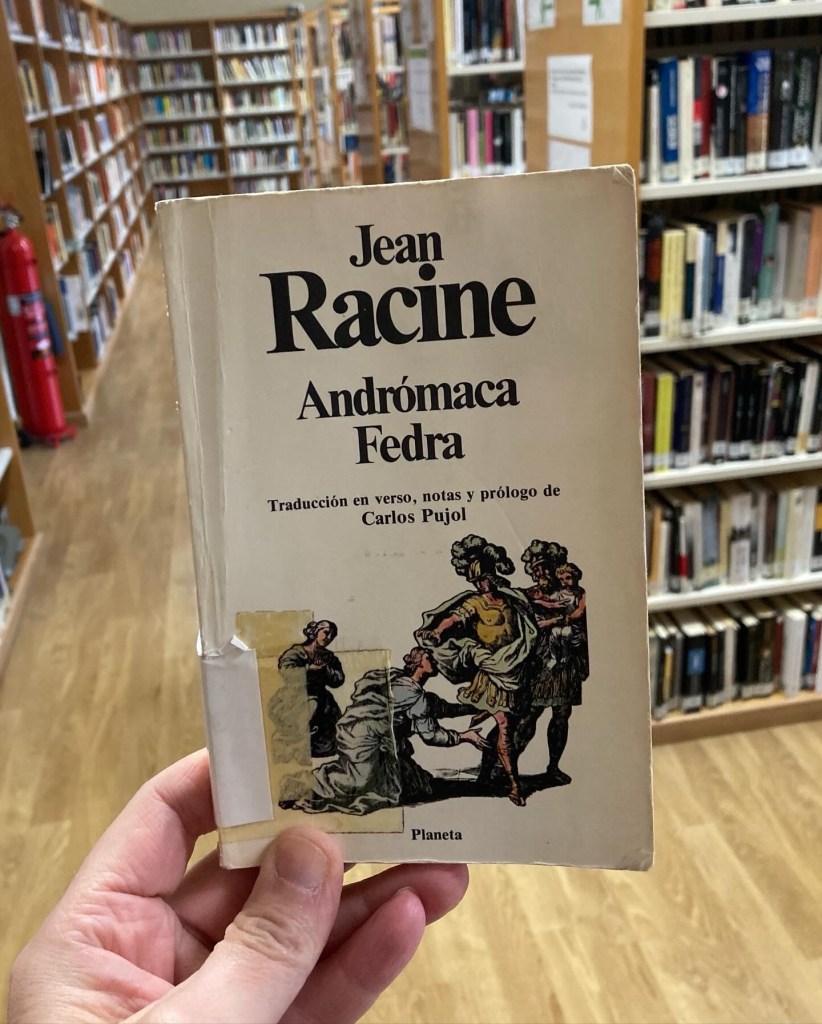 Jean
Racine
Andrómaca
Fedra
Traducción en verso, notas y prólogo de
Carlos Pujol
Planeta